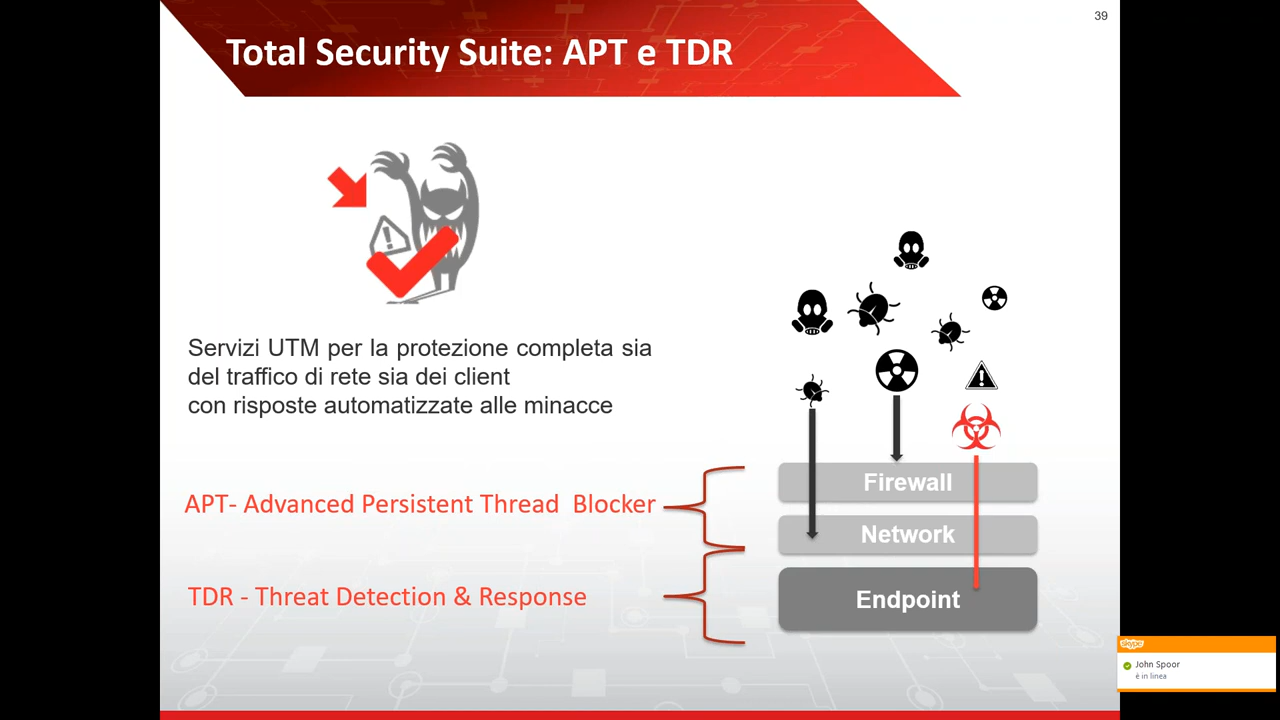 39
Total Security Suite: APT e TDR
Servizi UTM per la protezione completa sia
del traffico di rete sia dei client
con risposte automatizzate alle minacce
APT- Advanced Persistent Thread Blocker
TDR - Threat Detection & Response
Firewall
Network
Endpoint
skype
John Spoor
è in linea